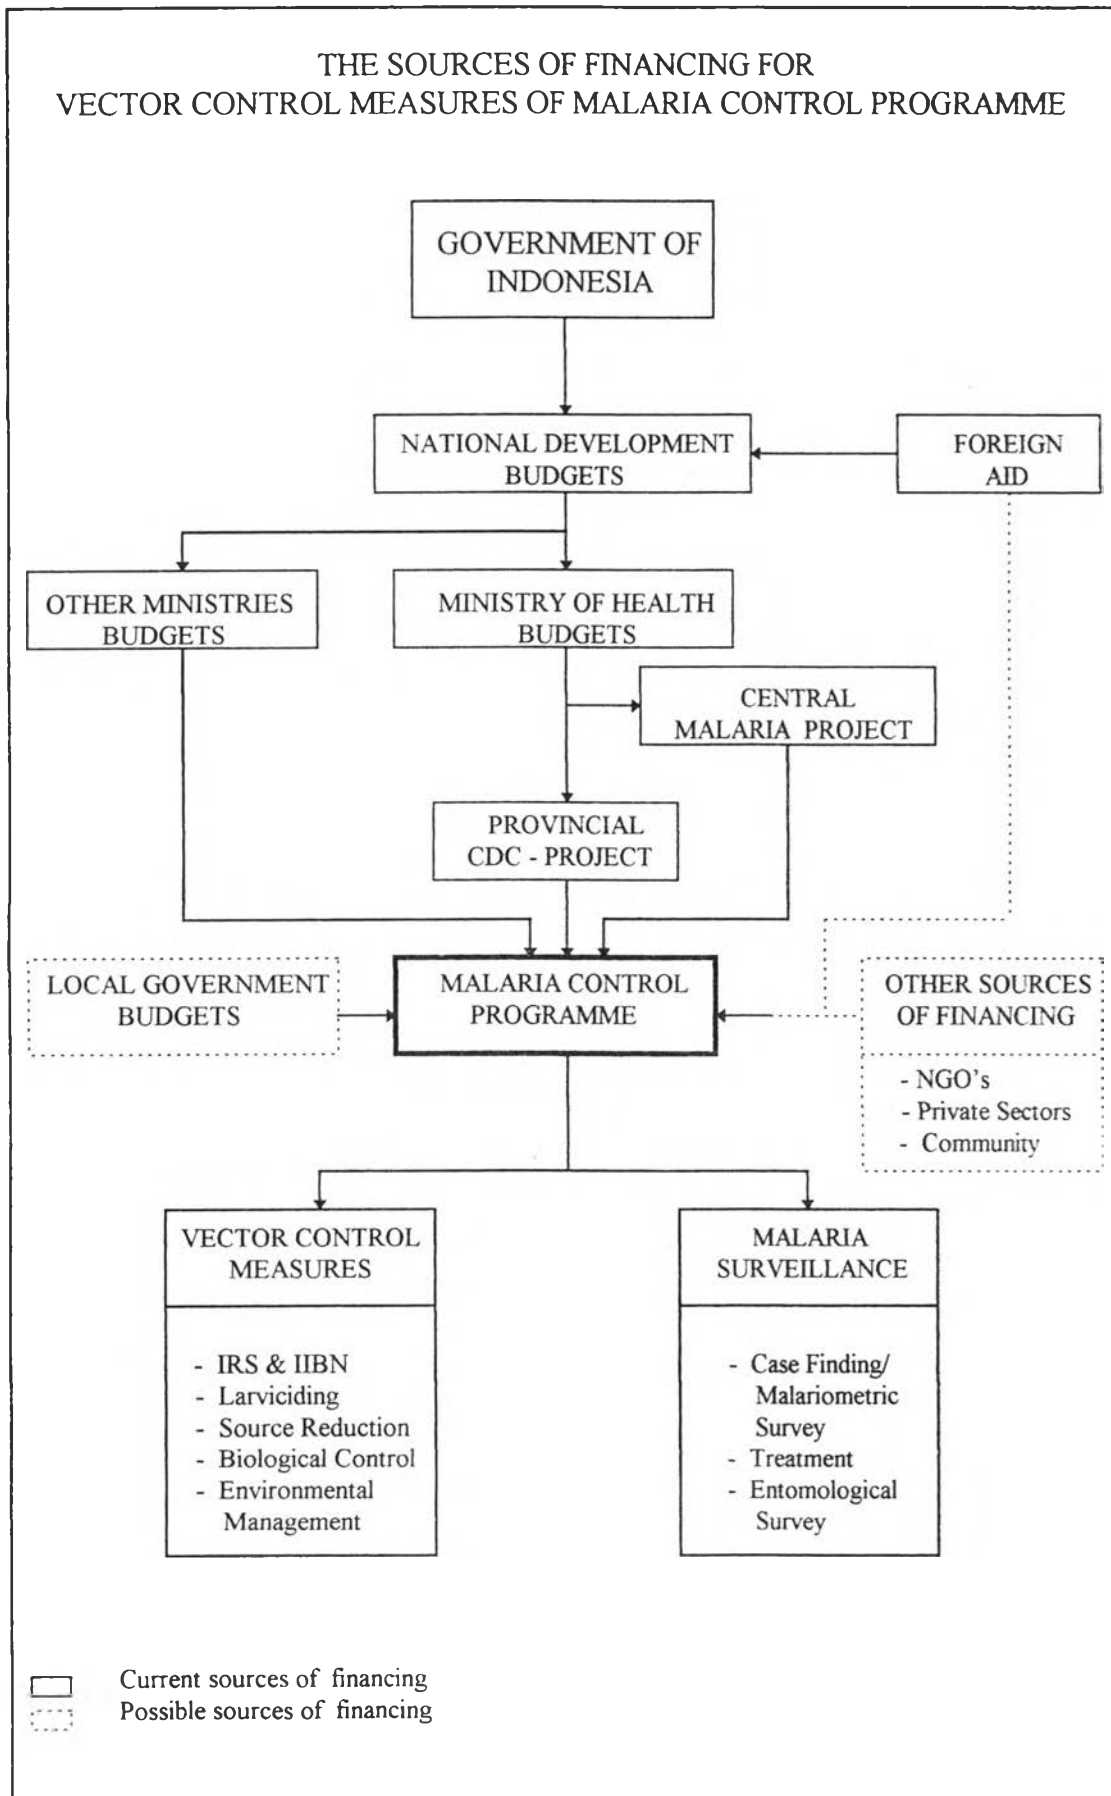 THE SOURCES OF FINANCING FOR
VECTOR CONTROL MEASURES OF MALARIA CONTROL PROGRAMME
GOVERNMENT OF
INDONESIA
NATIONAL DEVELOPMENT
BUDGETS
FOREIGN
AID
OTHER MINISTRIES
BUDGETS
MINISTRY OF HEALTH
BUDGETS
CENTRAL
MALARIA PROJECT
PROVINCIAL
CDC - PROJECT
LOCAL GOVERNMENT
BUDGETS
MALARIA CONTROL
PROGRAMME
OTHER SOURCES
OF FINANCING
- NGO's
- Private Sectors
- Community
VECTOR CONTROL
MEASURES
- IRS & IIBN
- Larviciding
- Source Reduction
- Biological Control
- Environmental
Management
MALARIA
SURVEILLANCE
- Case Finding/
Malariometric
Survey
- Treatment
- Entomological
Survey
Current sources of financing
Possible sources of financing